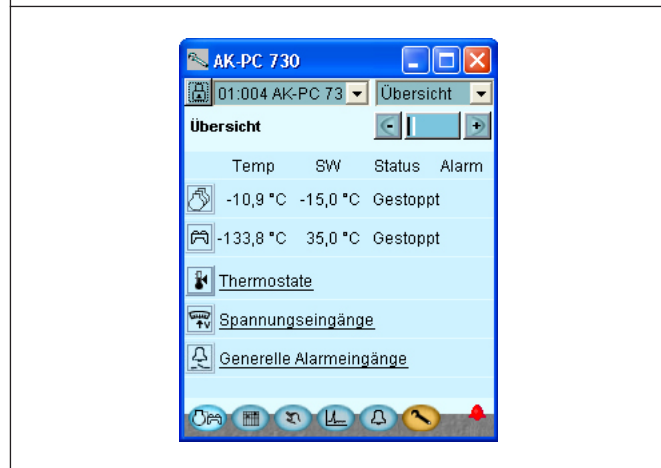 AK-PC 730
01:004 AK-PC 73 Übersicht
Übersicht
Temp SW Status Alarm
-10,9 °C -15,0 °C Gestoppt
-133,8 °C 35,0 °C Gestoppt
Thermostate
Spannungseingänge
Generelle Alarmeingänge